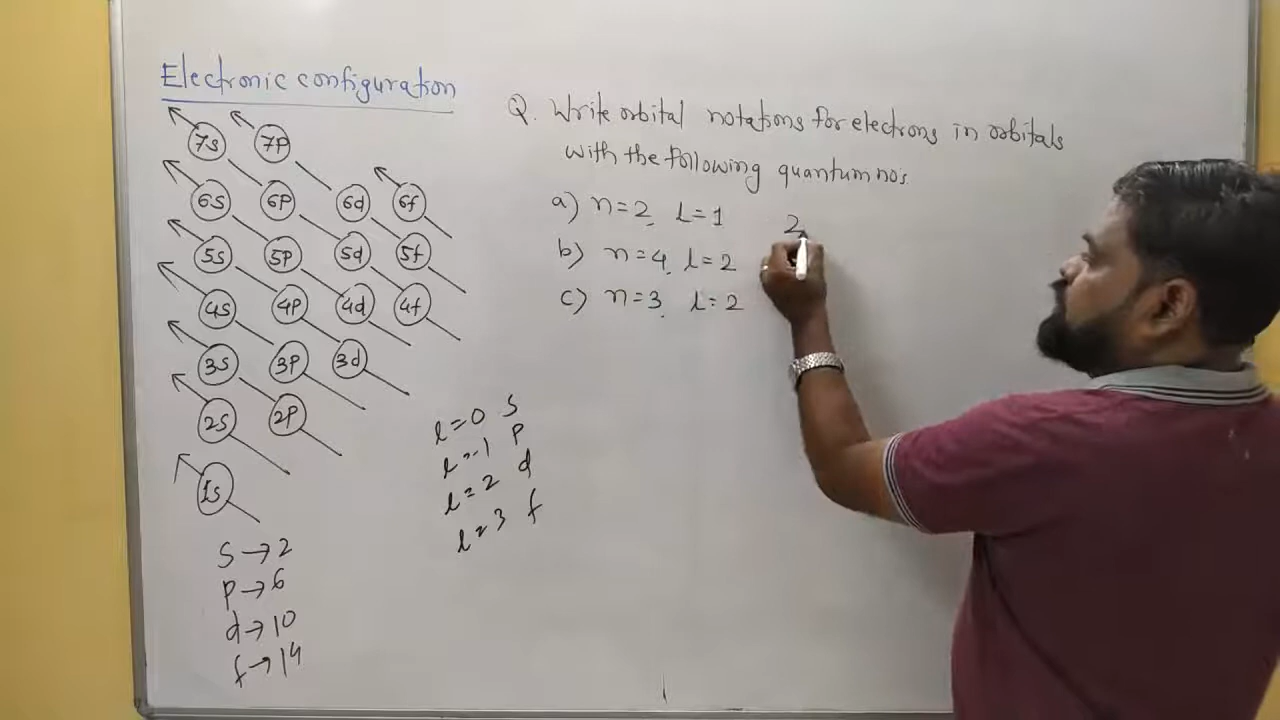 Electronic configuration
7s 7p
6s 6p 6d 6f
5s 5p 5d 5f
4s 4p 4d 4f
3s 3p 3d
2s 2p
1s
s→2
p→6
d→10
f→14
l=0 s
l=1 p
l=2 d
l=3 f
Q. Write orbital notations for electrons in orbitals
with the following quantum nos.
a) n=2, l=1 2
b) n=4, l=2
c) n=3, l=2